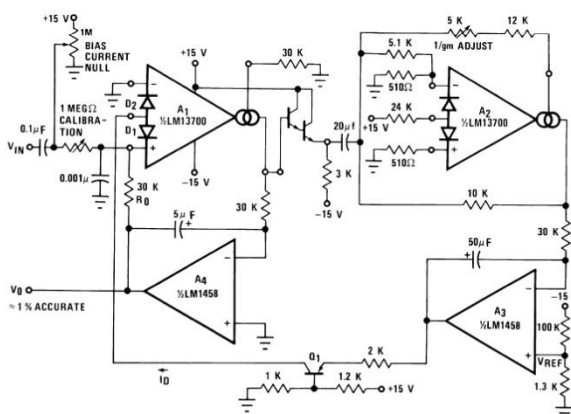 +15 V
1M
BIAS
CURRENT
NULL
1 MEG Ω
CALIBRA-
TION
0.1µF
VIN
0.001µ
D2
D1
+15 V
A1
½LM13700
-15 V
30 K
30 K
R0
5µF
30 K
A4
½LM1458
V0
≈ 1 % ACCURATE
20µf
3 K
-15 V
5 K
12 K
1/gm ADJUST
5.1 K
510Ω
24 K
+15 V
510Ω
A2
½LM13700
10 K
30 K
50µF
A3
½LM1458
-15
100K
VREF
1.3 K
2 K
Q1
1 K
1.2 K
+15 V
ID